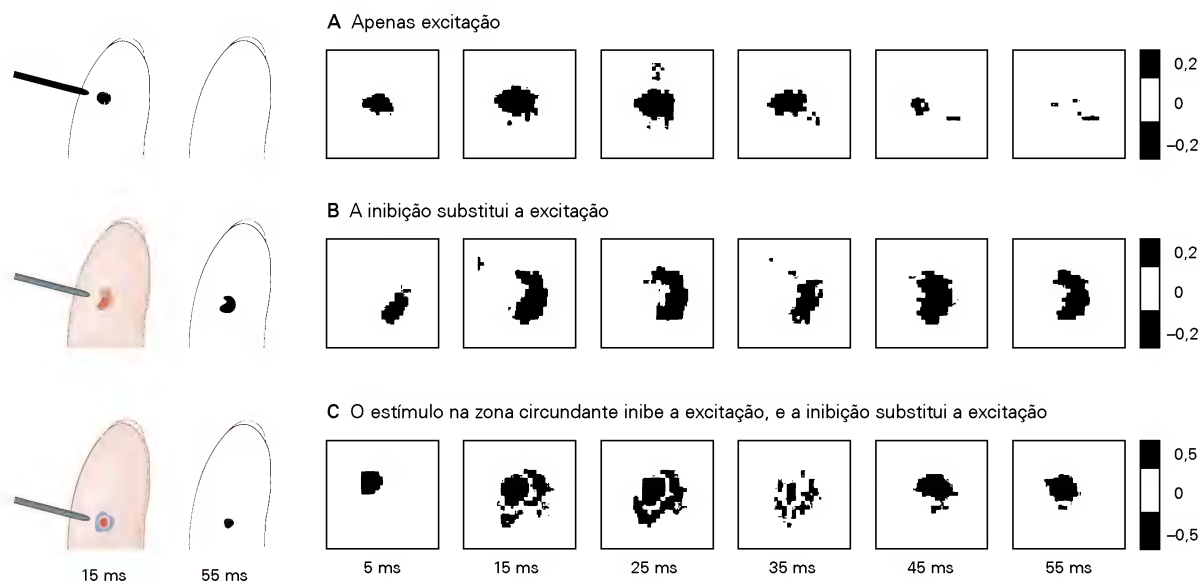 A Apenas excitação
0,2
0
–0,2
B A inibição substitui a excitação
0,2
0
–0,2
C O estímulo na zona circundante inibe a excitação, e a inibição substitui a excitação
0,5
0
–0,5
15 ms 55 ms 5 ms 15 ms 25 ms 35 ms 45 ms 55 ms